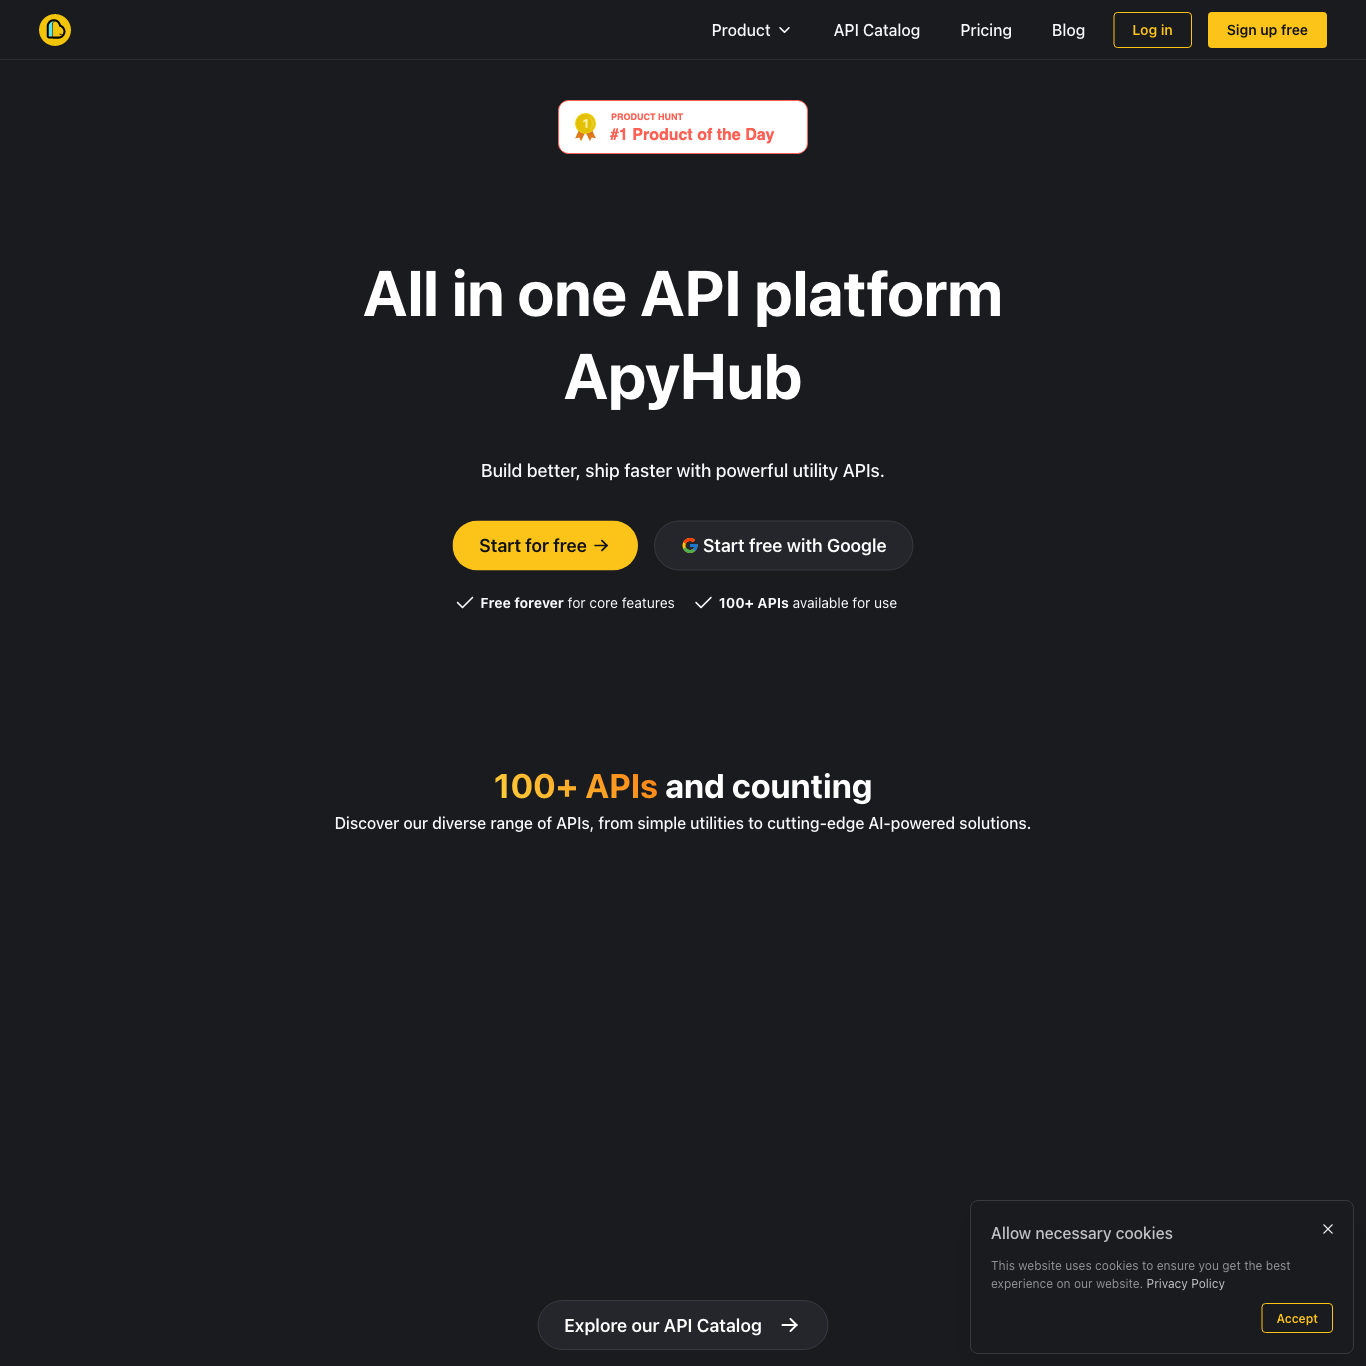 Product
API Catalog
Pricing
Blog
Log in
Sign up free
1
PRODUCT HUNT
#1 Product of the Day
All in one API platform
ApyHub
Build better, ship faster with powerful utility APIs.
Start for free →
Start free with Google
Free forever for core features
100+ APIs available for use
100+ APIs and counting
Discover our diverse range of APIs, from simple utilities to cutting-edge AI-powered solutions.
Allow necessary cookies
This website uses cookies to ensure you get the best
experience on our website. Privacy Policy
Accept
Explore our API Catalog →